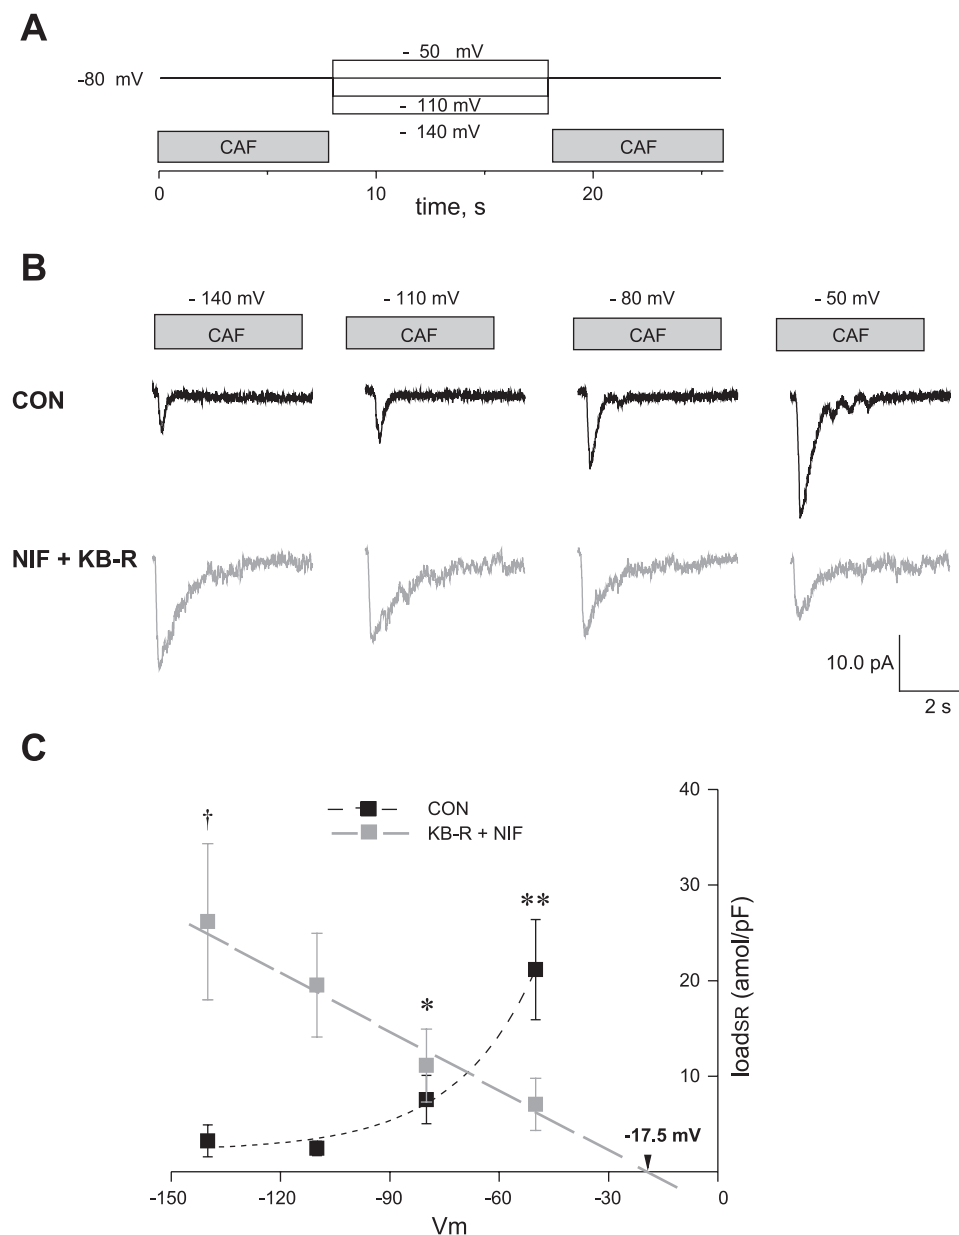 A
- 50 mV
-80 mV
- 110 mV
- 140 mV
CAF CAF
0 10 20
time, s
B
- 140 mV - 110 mV - 80 mV - 50 mV
CAF CAF CAF CAF
CON
NIF + KB-R
10.0 pA
2 s
C
† CON
KB-R + NIF
**
*
-17.5 mV
40
30
20
10
loadSR (amol/pF)
-150 -120 -90 -60 -30 0
Vm